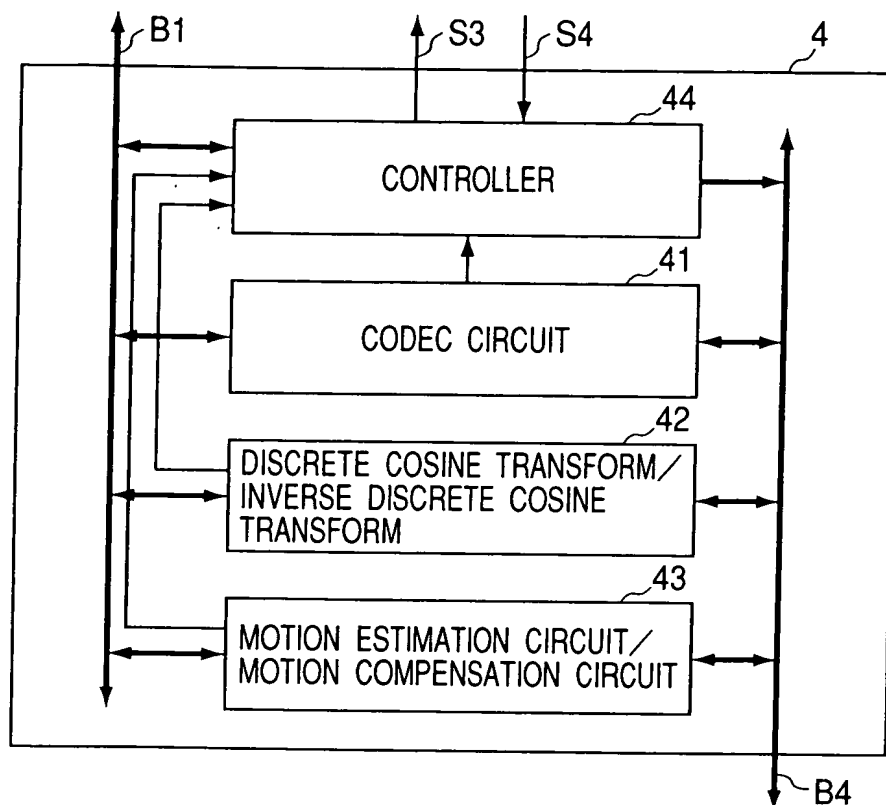 B1
S3
S4
4
44
CONTROLLER
41
CODEC CIRCUIT
42
DISCRETE COSINE TRANSFORM/
INVERSE DISCRETE COSINE
TRANSFORM
43
MOTION ESTIMATION CIRCUIT/
MOTION COMPENSATION CIRCUIT
B4